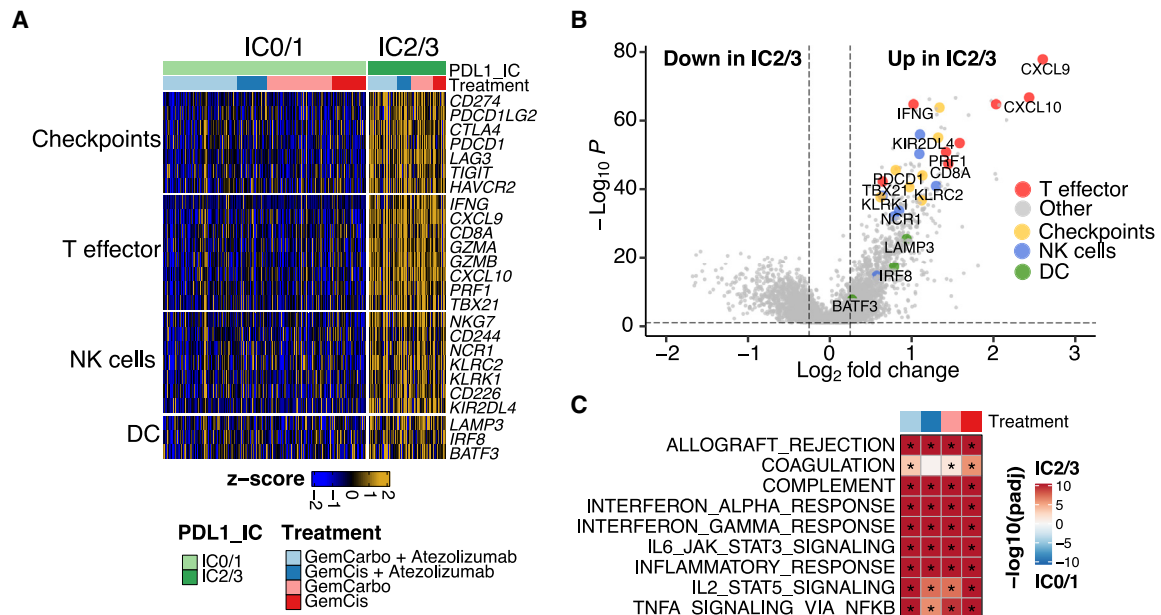 A
IC0/1
IC2/3
PDL1_IC
Treatment
Checkpoints
CD274
PDCD1LG2
CTLA4
PDCD1
LAG3
TIGIT
HAVCR2
T effector
IFNG
CXCL9
CD8A
GZMA
GZMB
CXCL10
PRF1
TBX21
NK cells
NKG7
CD244
NCR1
KLRC2
KLRK1
CD226
KIR2DL4
DC
LAMP3
IRF8
BATF3
z-score
-2 -1 0 1 2
PDL1_IC
IC0/1
IC2/3
Treatment
GemCarbo + Atezolizumab
GemCis + Atezolizumab
GemCarbo
GemCis
B
Down in IC2/3
Up in IC2/3
−Log10 P
80
60
40
20
0
−2 −1 0 1 2 3
Log2 fold change
CXCL9
CXCL10
IFNG
KIR2DL4
PRF1
CD8A
PDCD1
TBX21
KLRC2
KLRK1
NCR1
LAMP3
IRF8
BATF3
T effector
Other
Checkpoints
NK cells
DC
C
Treatment
ALLOGRAFT_REJECTION * * * *
COAGULATION * * *
COMPLEMENT * * * *
INTERFERON_ALPHA_RESPONSE * * * *
INTERFERON_GAMMA_RESPONSE * * * *
IL6_JAK_STAT3_SIGNALING * * * *
INFLAMMATORY_RESPONSE * * * *
IL2_STAT5_SIGNALING * * * *
TNFA_SIGNALING_VIA_NFKB * * * *
−log10(padj)
IC2/3
10
5
0
−5
−10
IC0/1